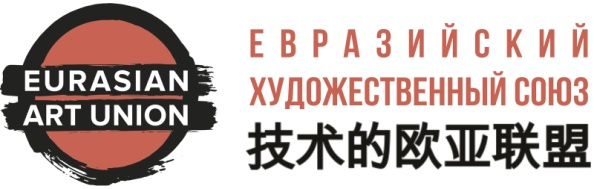 EURASIAN
ART UNION
ЕВРАЗИЙСКИЙ
ХУДОЖЕСТВЕННЫЙ СОЮЗ
技术的欧亚联盟